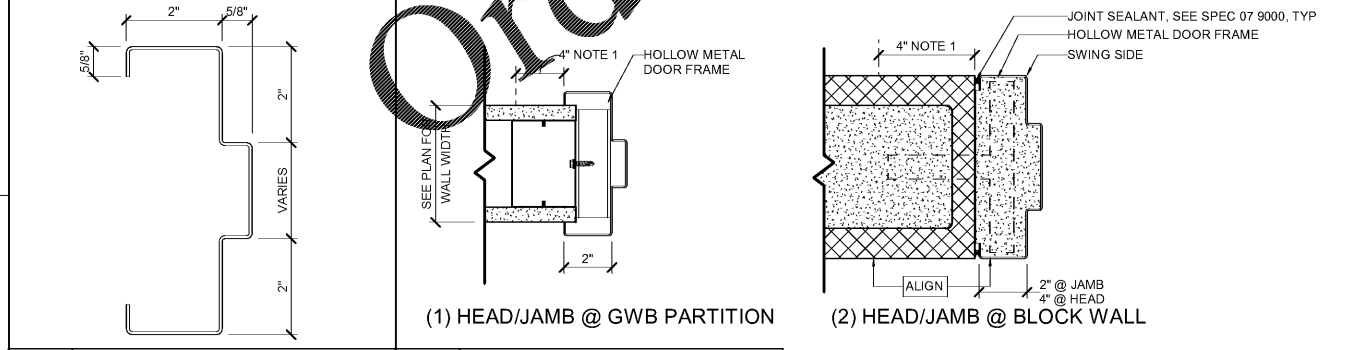 2"
5/8"
5/8"
2"
VARIES
2"
4" NOTE 1
HOLLOW METAL
DOOR FRAME
SEE PLAN FO
WALL WIDTH
2"
(1) HEAD/JAMB @ GWB PARTITION
4" NOTE 1
JOINT SEALANT, SEE SPEC 07 9000, TYP
HOLLOW METAL DOOR FRAME
SWING SIDE
ALIGN
2" @ JAMB
4" @ HEAD
(2) HEAD/JAMB @ BLOCK WALL